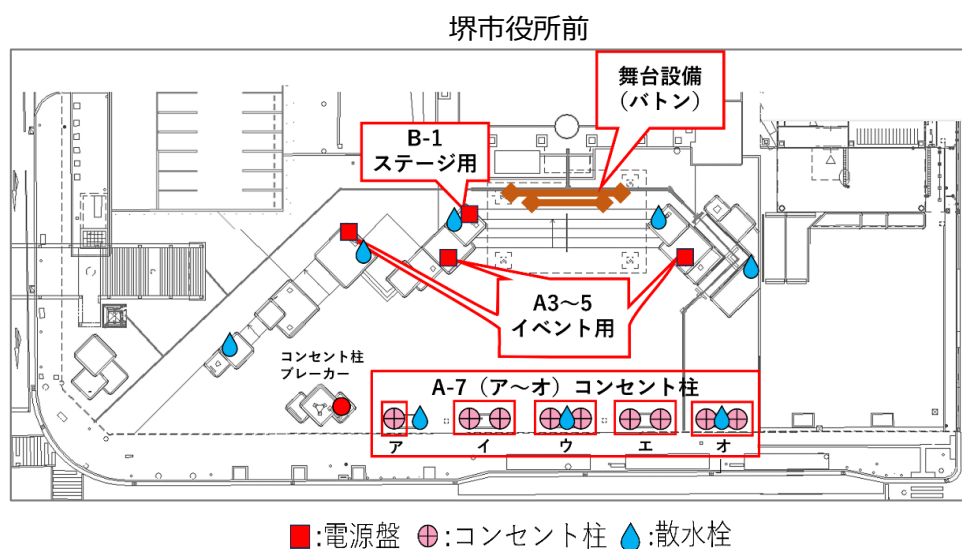 堺市役所前
舞台設備
（バトン）
B-1
ステージ用
A3～5
イベント用
コンセント柱
ブレーカー
A-7（ア～オ）コンセント柱
ア イ ウ エ オ
:電源盤 :コンセント柱 :散水栓